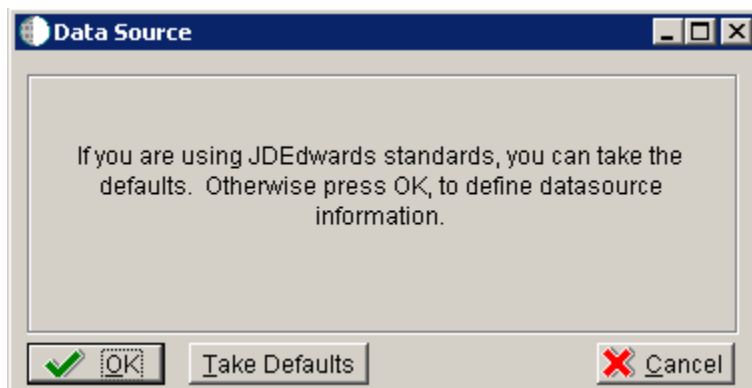 Data Source
If you are using JDEdwards standards, you can take the
defaults.  Otherwise press OK, to define datasource
information.
OK
Take Defaults
Cancel